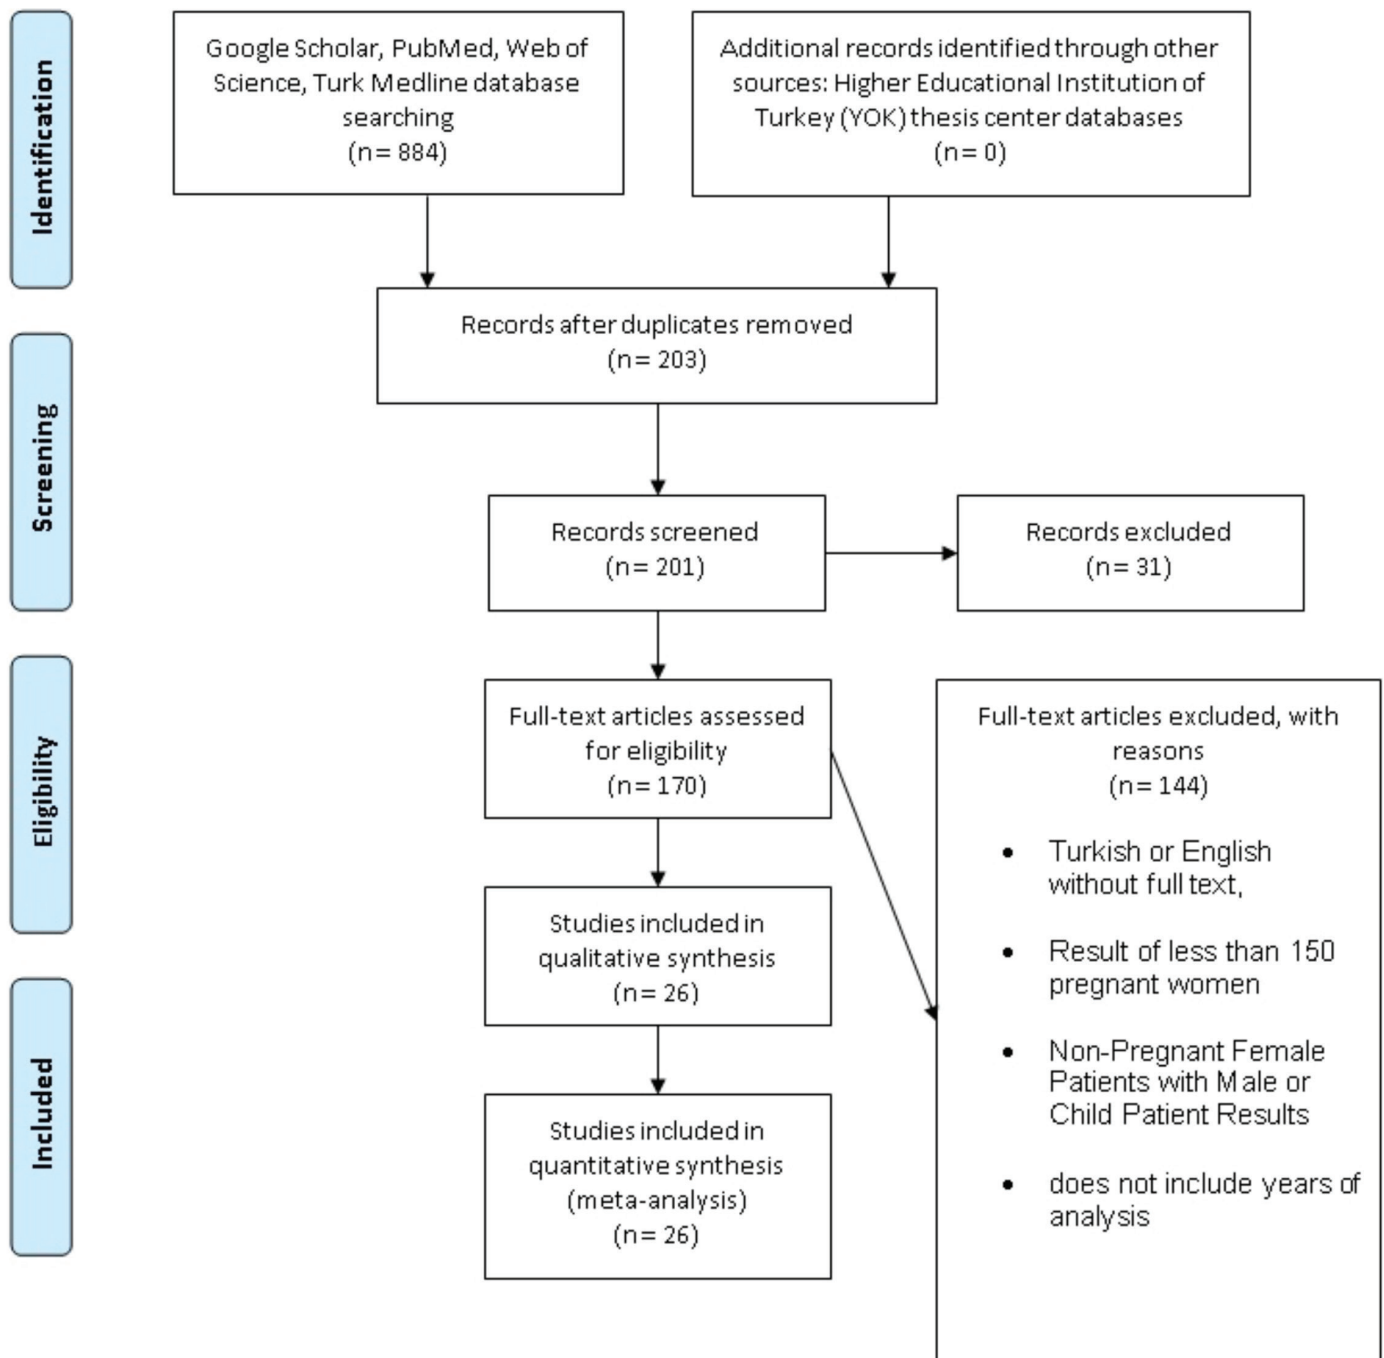 Identification
Google Scholar, PubMed, Web of
Science, Turk Medline database
searching
(n= 884)
Additional records identified through other
sources: Higher Educational Institution of
Turkey (YOK) thesis center databases
(n= 0)
Records after duplicates removed
(n= 203)
Screening
Records screened
(n= 201)
Records excluded
(n= 31)
Eligibility
Full-text articles assessed
for eligibility
(n= 170)
Full-text articles excluded, with
reasons
(n= 144)
• Turkish or English
without full text,
• Result of less than 150
pregnant women
• Non-Pregnant Female
Patients with Male or
Child Patient Results
• does not include years of
analysis
Studies included in
qualitative synthesis
(n= 26)
Included
Studies included in
quantitative synthesis
(meta-analysis)
(n= 26)